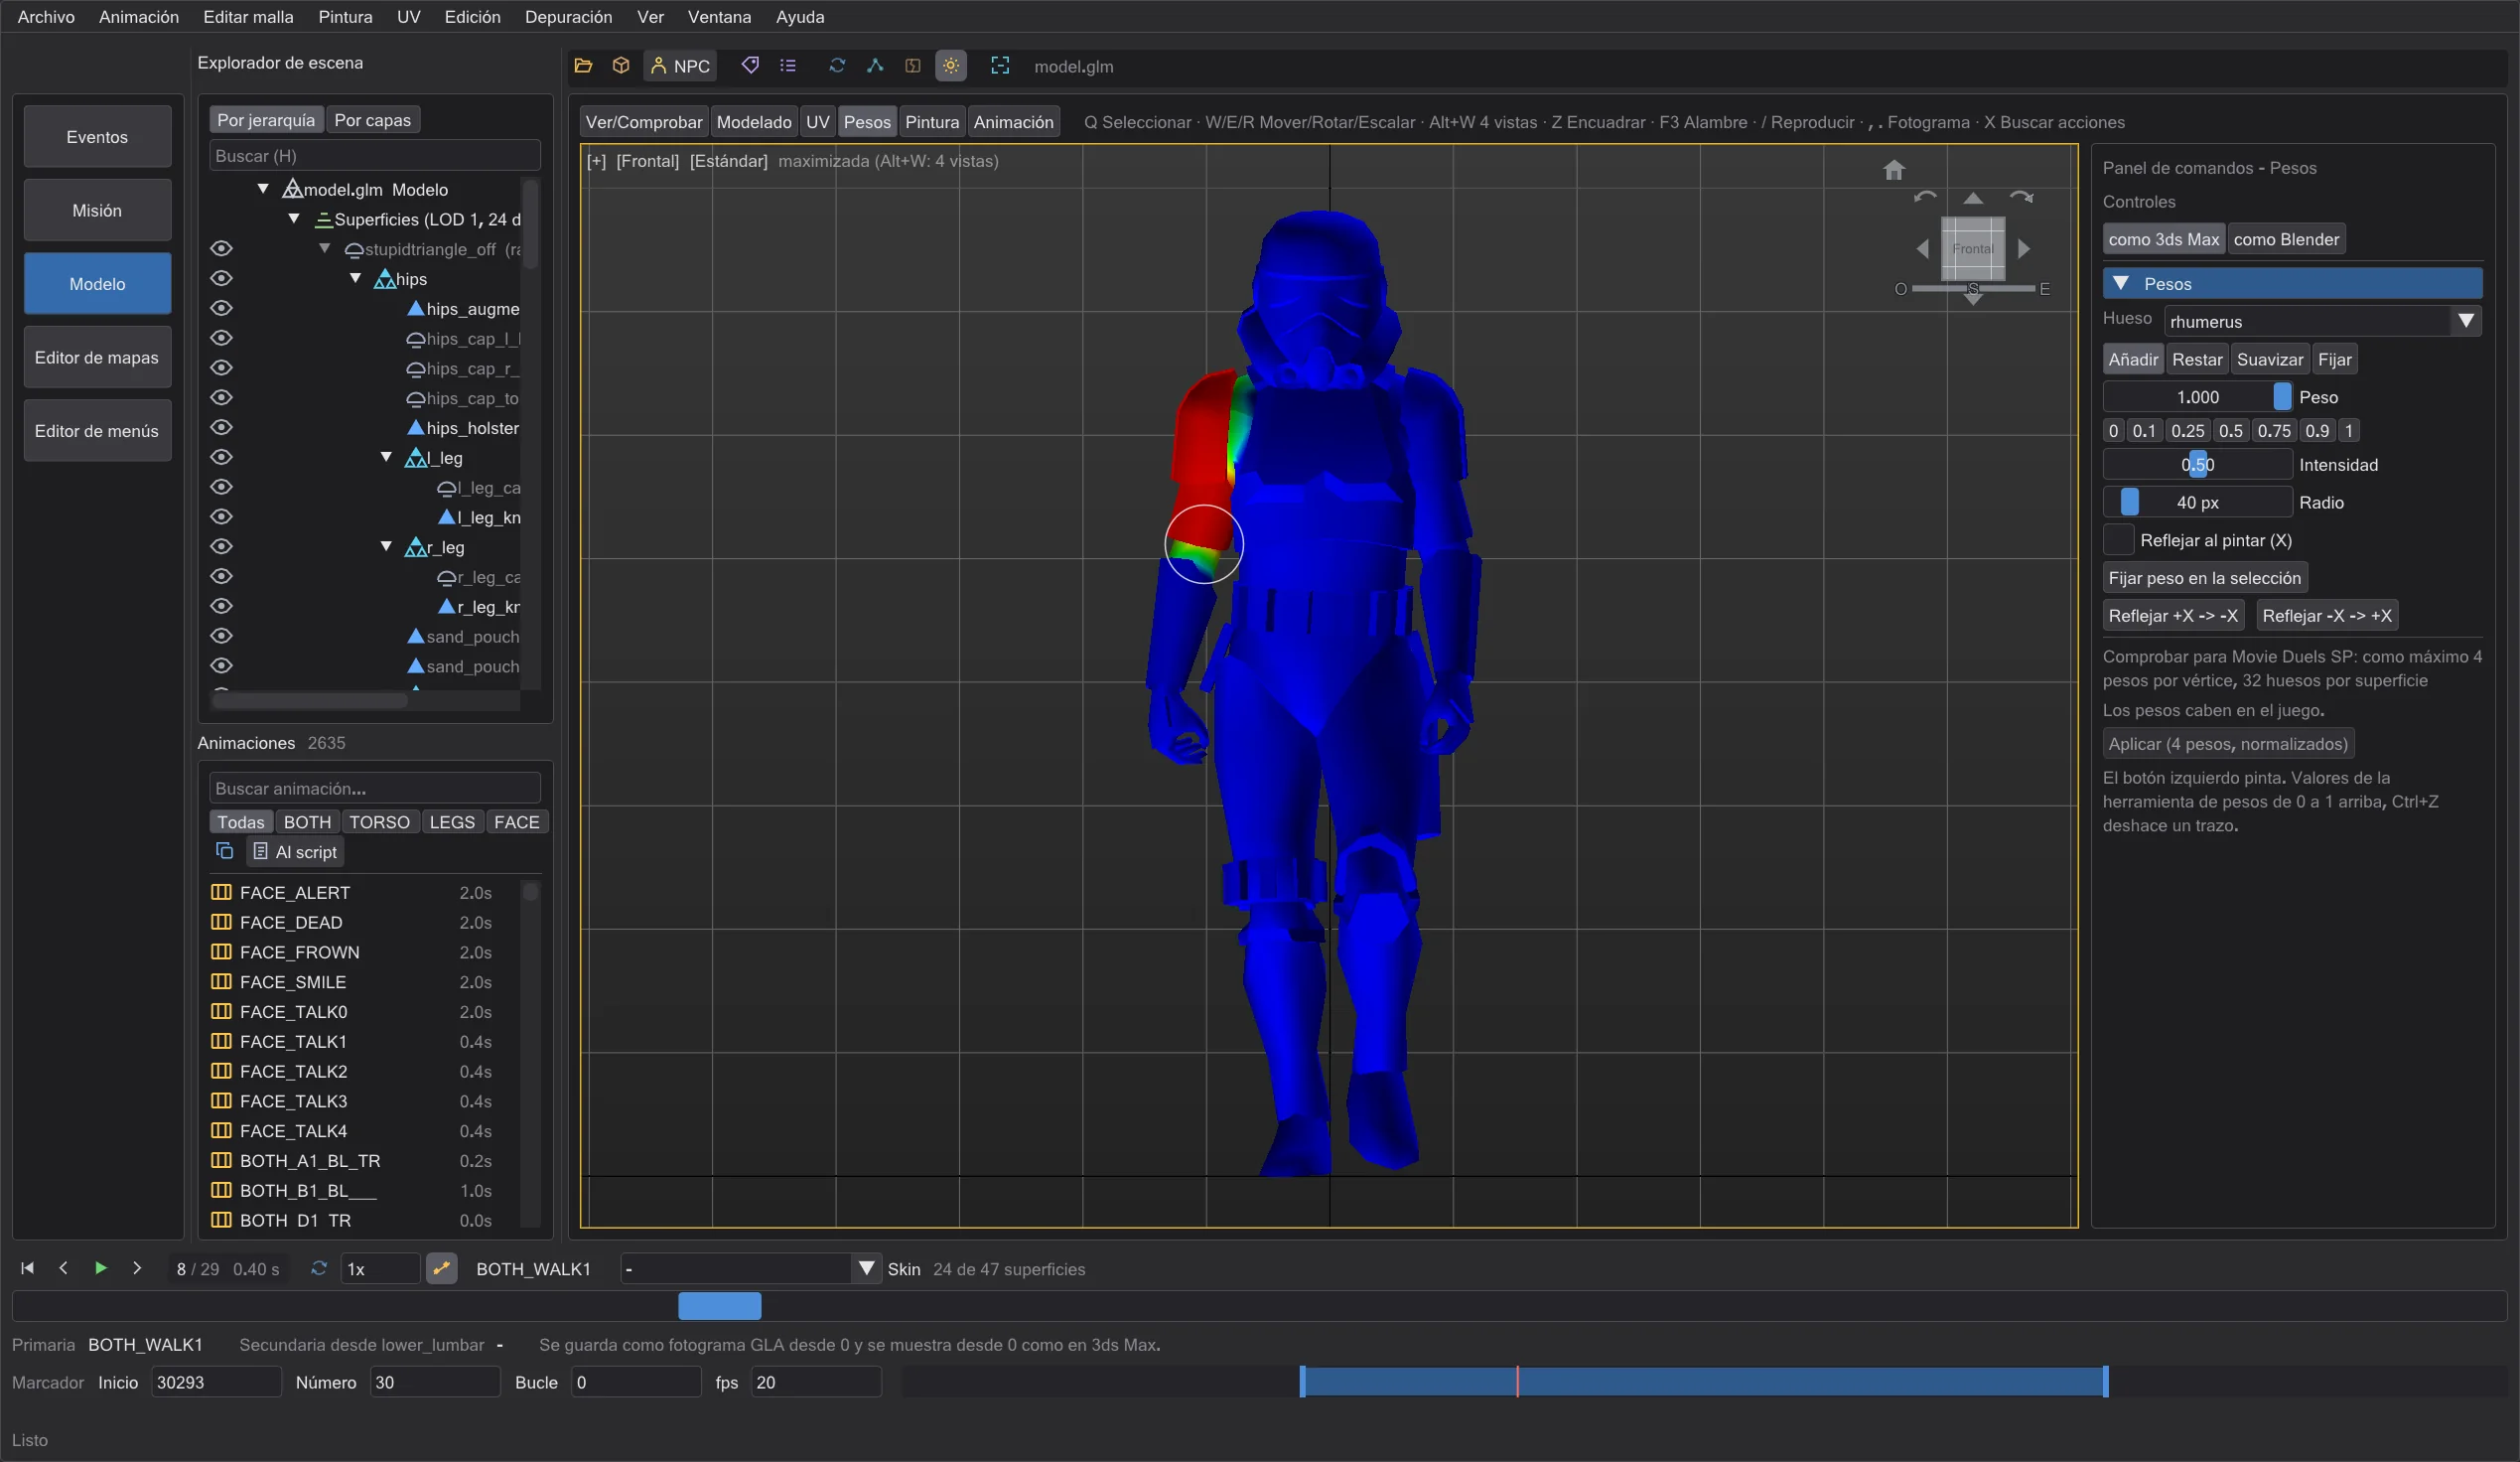 Archivo Animación Editar malla Pintura UV Edición Depuración Ver Ventana Ayuda
Eventos
Misión
Modelo
Editor de mapas
Editor de menús
Explorador de escena
Por jerarquía Por capas
Buscar (H)
model.glm Modelo
Superficies (LOD 1, 24 d
stupidtriangle_off (ra
hips
hips_augme
hips_cap_l_l
hips_cap_r_
hips_cap_to
hips_holster
l_leg
l_leg_ca
l_leg_kn
r_leg
r_leg_ca
r_leg_kn
sand_pouch
sand_pouch
Animaciones 2635
Buscar animación...
Todas BOTH TORSO LEGS FACE
Al script
FACE_ALERT 2.0s
FACE_DEAD 2.0s
FACE_FROWN 2.0s
FACE_SMILE 2.0s
FACE_TALK0 2.0s
FACE_TALK1 0.4s
FACE_TALK2 0.4s
FACE_TALK3 0.4s
FACE_TALK4 0.4s
BOTH_A1_BL_TR 0.2s
BOTH_B1_BL___ 1.0s
BOTH_D1_TR 0.0s
NPC model.glm
Ver/Comprobar Modelado UV Pesos Pintura Animación Q Seleccionar · W/E/R Mover/Rotar/Escalar · Alt+W 4 vistas · Z Encuadrar · F3 Alambre · / Reproducir · , . Fotograma · X Buscar acciones
[+] [Frontal] [Estándar] maximizada (Alt+W: 4 vistas)
Frontal
O S E
Panel de comandos - Pesos
Controles
como 3ds Max como Blender
Pesos
Hueso rhumerus
Añadir Restar Suavizar Fijar
1.000 Peso
0 0.1 0.25 0.5 0.75 0.9 1
0.50 Intensidad
40 px Radio
Reflejar al pintar (X)
Fijar peso en la selección
Reflejar +X -> -X Reflejar -X -> +X
Comprobar para Movie Duels SP: como máximo 4
pesos por vértice, 32 huesos por superficie
Los pesos caben en el juego.
Aplicar (4 pesos, normalizados)
El botón izquierdo pinta. Valores de la
herramienta de pesos de 0 a 1 arriba, Ctrl+Z
deshace un trazo.
8 / 29 0.40 s 1x BOTH_WALK1 - Skin 24 de 47 superficies
Primaria BOTH_WALK1 Secundaria desde lower_lumbar - Se guarda como fotograma GLA desde 0 y se muestra desde 0 como en 3ds Max.
Marcador Inicio 30293 Número 30 Bucle 0 fps 20
Listo